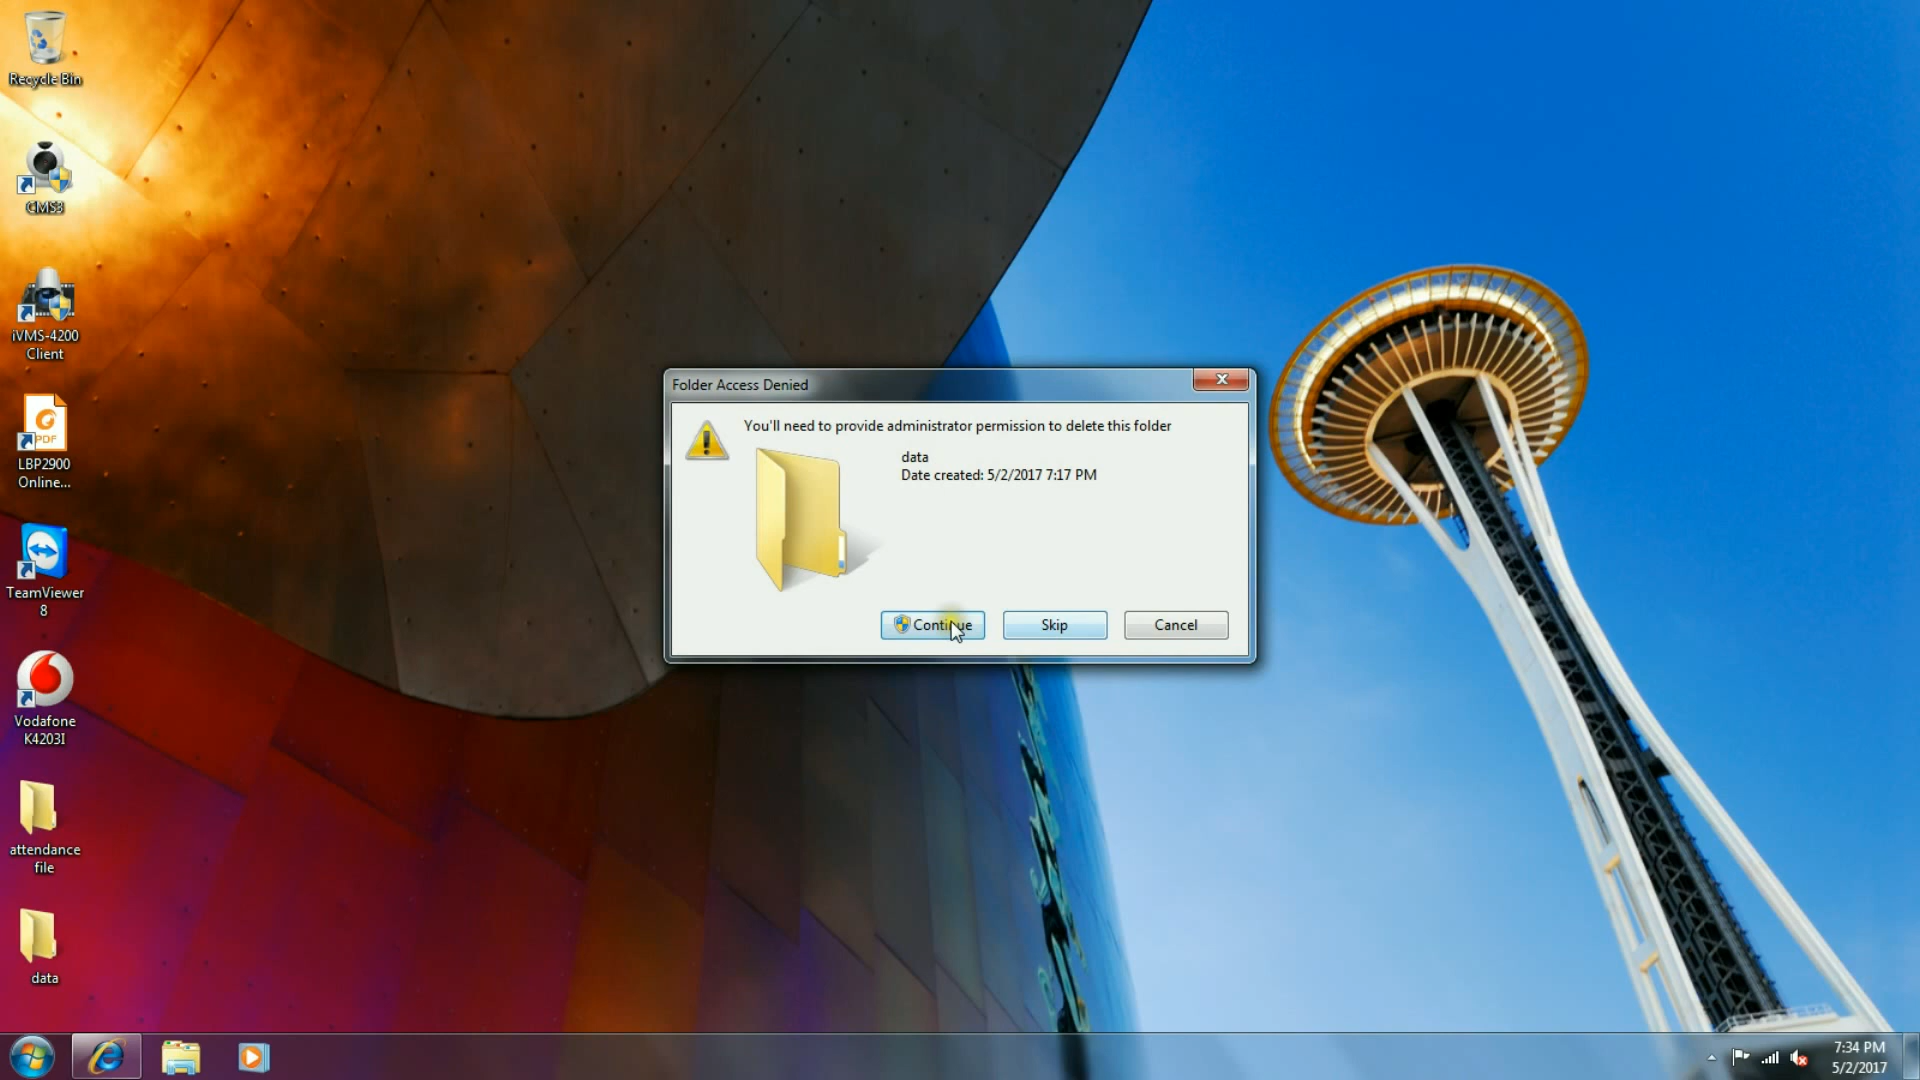 Recycle Bin
CMS3
iVMS-4200
Client
PDF
LBP2900
Online...
TeamViewer
8
Vodafone
K4203I
attendance
file
data
Folder Access Denied
You'll need to provide administrator permission to delete this folder
data
Date created: 5/2/2017 7:17 PM
Continue
Skip
Cancel
7:34 PM
5/2/2017